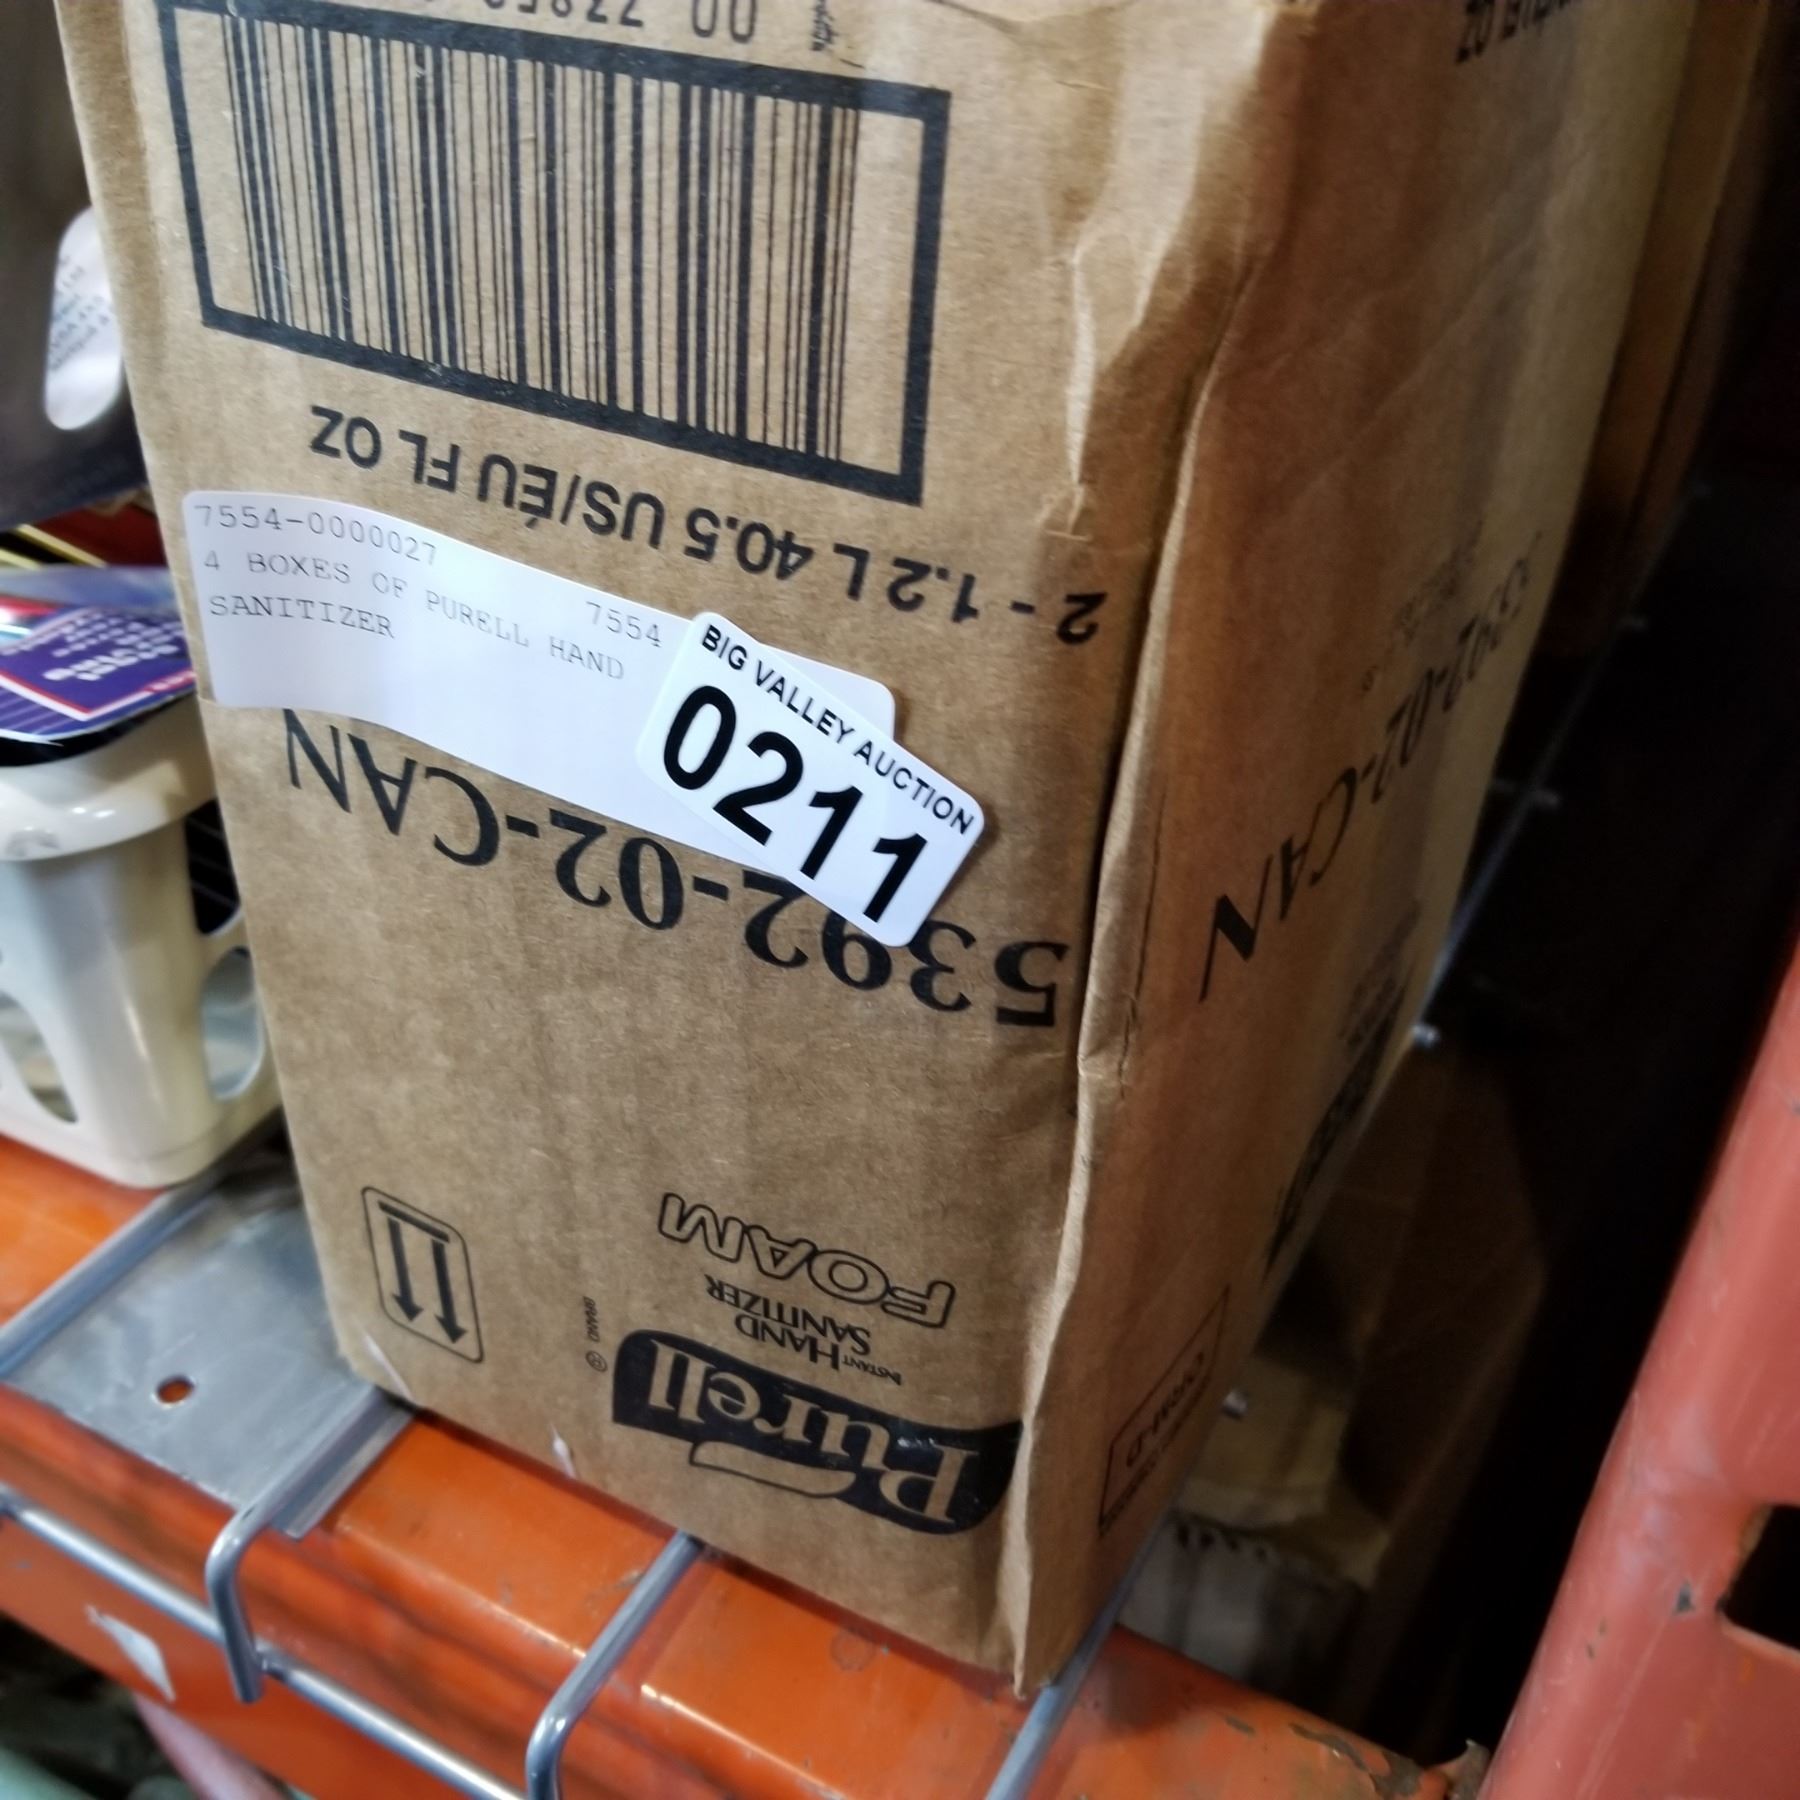 7554-0000027
7554
4 BOXES OF PURELL HAND
SANITIZER
BIG VALLEY AUCTION
0211
Purell
INSTANT HAND
SANITIZER
FOAM
BRAND
5392-02-CAN
2 - 1.2 L 40.5 US/ÉU FL OZ
5392-02-CAN